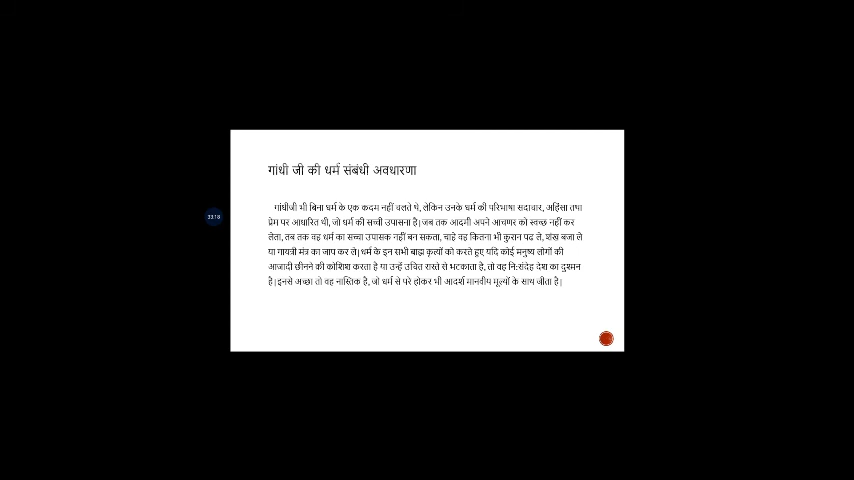 गांधी जी की धर्म संबंधी अवधारणा
गांधीजी भी बिना धर्म के एक कदम नहीं चलते थे, लेकिन उनके धर्म की परिभाषा सदाचार, अहिंसा तथा
प्रेम पर आधारित थी, जो धर्म की सच्ची उपासना है|जब तक आदमी अपने आचणर को स्वच्छ नहीं कर
लेता, तब तक वह धर्म का सच्चा उपासक नहीं बन सकता, चाहे वह कितना भी कुरान पढ ले, शंख बजा ले
या गायत्री मंत्र का जाप कर ले|धर्म के इन सभी बाह्य कृत्यों को करते हुए यदि कोई मनुष्य लोगों की
आजादी छीनने की कोशिश करता है या उन्हें उचित रास्ते से भटकाता है, तो वह नि:संदेह देश का दुश्मन
है|इनसे अच्छा तो वह नास्तिक है, जो धर्म से परे होकर भी आदर्श मानवीय मूल्यों के साथ जीता है|
33:18